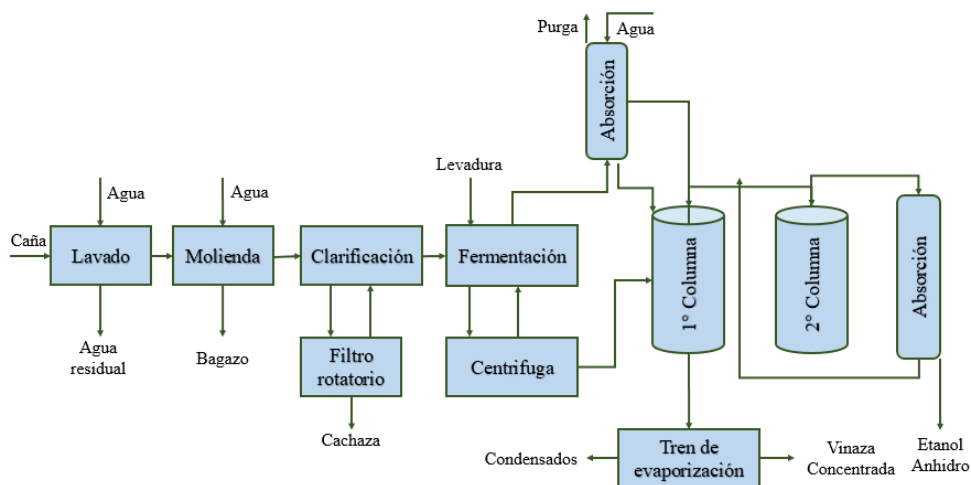 Purga
Agua
Absorción
Levadura
Agua
Agua
Caña
Lavado
Molienda
Clarificación
Fermentación
1° Columna
2° Columna
Absorción
Agua
residual
Bagazo
Filtro
rotatorio
Centrifuga
Cachaza
Condensados
Tren de
evaporización
Vinaza
Concentrada
Etanol
Anhidro